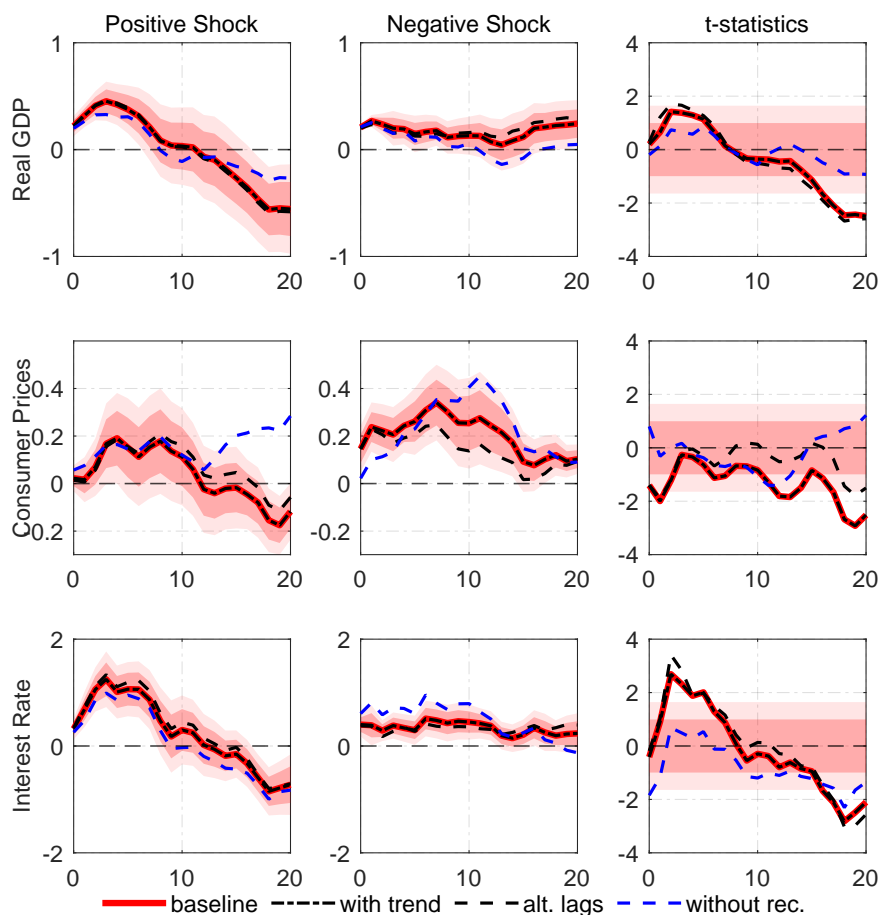 Positive Shock Negative Shock t-statistics
Real GDP
1 1 4
2
0 0 0
-2
-1 -1 -4
0 10 20 0 10 20 0 10 20
Consumer Prices
4
0.4 0.4 2
0.2 0.2 0
0 0 -2
-0.2 -0.2 -4
0 10 20 0 10 20 0 10 20
Interest Rate
2 2 4
2
0 0 0
-2
-2 -2 -4
0 10 20 0 10 20 0 10 20
baseline with trend alt. lags without rec.